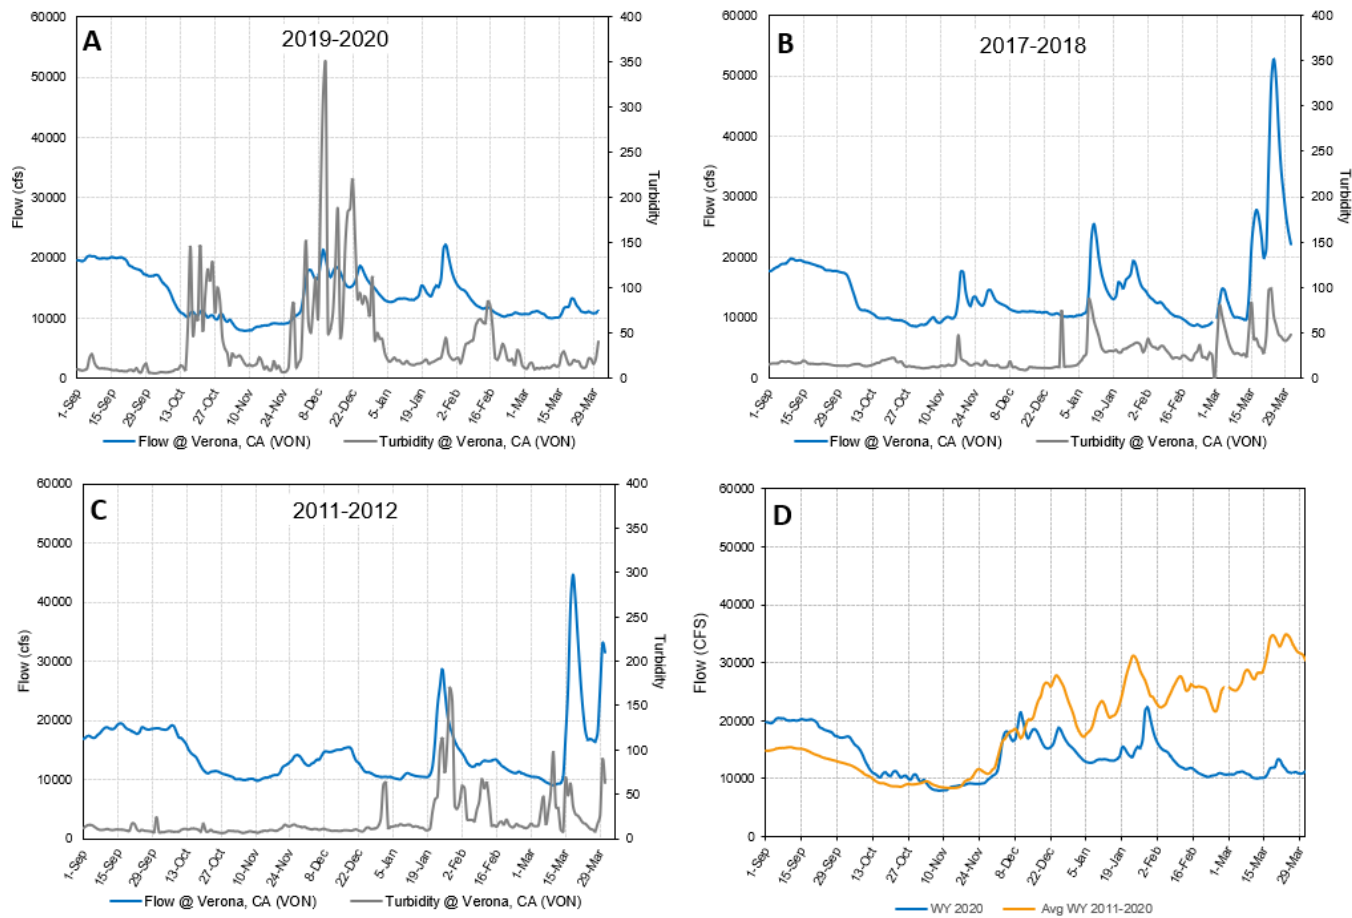 A
2019-2020
60000
50000
40000
30000
20000
10000
0
400
350
300
250
200
150
100
50
0
Flow (cfs)
Turbidity
1-Sep
15-Sep
29-Sep
13-Oct
27-Oct
10-Nov
24-Nov
8-Dec
22-Dec
5-Jan
19-Jan
2-Feb
16-Feb
1-Mar
15-Mar
29-Mar
Flow @ Verona, CA (VON)
Turbidity @ Verona, CA (VON)
B
2017-2018
60000
50000
40000
30000
20000
10000
0
400
350
300
250
200
150
100
50
0
Flow (cfs)
Turbidity
1-Sep
15-Sep
29-Sep
13-Oct
27-Oct
10-Nov
24-Nov
8-Dec
22-Dec
5-Jan
19-Jan
2-Feb
16-Feb
1-Mar
15-Mar
29-Mar
Flow @ Verona, CA (VON)
Turbidity @ Verona, CA (VON)
C
2011-2012
60000
50000
40000
30000
20000
10000
0
400
350
300
250
200
150
100
50
0
Flow (cfs)
Turbidity
1-Sep
15-Sep
29-Sep
13-Oct
27-Oct
10-Nov
24-Nov
8-Dec
22-Dec
5-Jan
19-Jan
2-Feb
16-Feb
1-Mar
15-Mar
29-Mar
Flow @ Verona, CA (VON)
Turbidity @ Verona, CA (VON)
D
60000
50000
40000
30000
20000
10000
0
Flow (CFS)
1-Sep
15-Sep
29-Sep
13-Oct
27-Oct
10-Nov
24-Nov
8-Dec
22-Dec
5-Jan
19-Jan
2-Feb
16-Feb
1-Mar
15-Mar
29-Mar
WY 2020
Avg WY 2011-2020